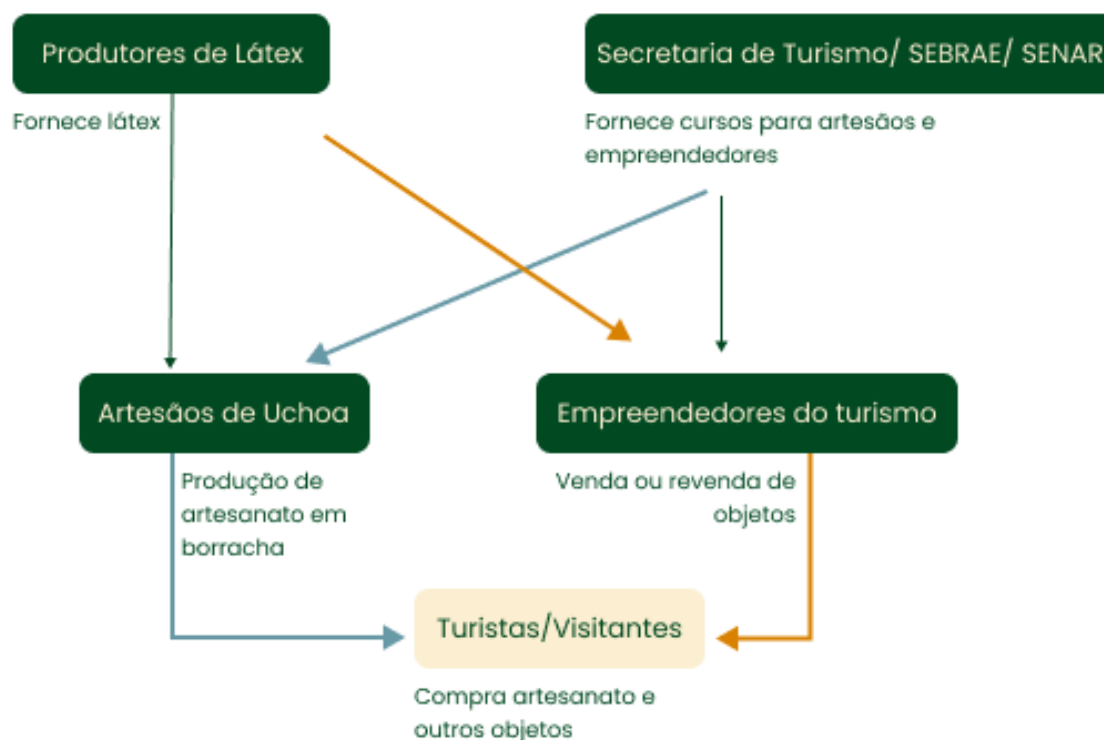 Produtores de Látex
Secretaria de Turismo/ SEBRAE/ SENAR
Fornece látex
Fornece cursos para artesãos e
empreendedores
Artesãos de Uchoa
Empreendedores do turismo
Produção de
artesanato em
borracha
Venda ou revenda de
objetos
Turistas/Visitantes
Compra artesanato e
outros objetos